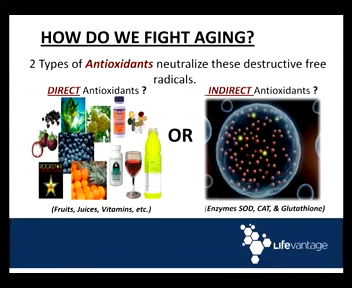 HOW DO WE FIGHT AGING?
2 Types of Antioxidants neutralize these destructive free
radicals.
DIRECT Antioxidants ?
INDIRECT Antioxidants ?
OR
ROCKSTAR
(Fruits, Juices, Vitamins, etc.)
(Enzymes SOD, CAT, & Glutathione)
Lifevantage